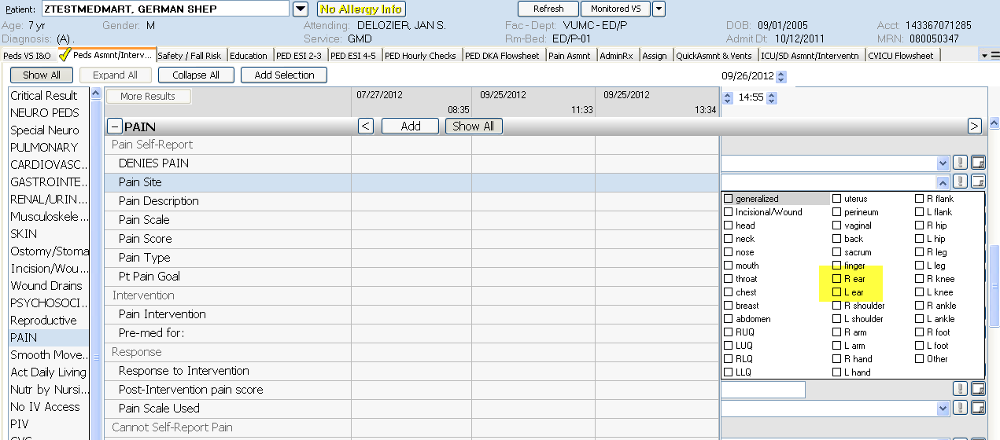 Patient: ZTESTMEDMART, GERMAN SHEP No Allergy Info Refresh Monitored VS
Age: 7 yr Gender: M Attending: DELOZIER, JAN S. Fac - Dept: VUMC - ED/P DOB: 09/01/2005 Acct: 143367071285
Diagnosis: (A) . Service: GMD Rm-Bed: ED/P-01 Admit Dt: 10/12/2011 MRN: 080050347
Peds VS I&O Peds Asmnt/Interv... Safety / Fall Risk Education PED ESI 2-3 PED ESI 4-5 PED Hourly Checks PED DKA Flowsheet Pain Asmnt AdminRx Assign QuickAsmnt & Vents ICU/SD Asmnt/Interventn CVICU Flowsheet
Show All Expand All Collapse All Add Selection 09/26/2012
14:55
Critical Result
NEURO PEDS
Special Neuro
PULMONARY
CARDIOVASC...
GASTROINTE...
RENAL/URIN...
Musculoskele...
SKIN
Ostomy/Stoma
Incision/Wou...
Wound Drains
PSYCHOSOCI...
Reproductive
PAIN
Smooth Move...
Act Daily Living
Nutr by Nursi...
No IV Access
PIV
More Results 07/27/2012 09/25/2012 09/25/2012
08:35 11:33 13:34
PAIN < Add Show All >
Pain Self-Report
DENIES PAIN
Pain Site
Pain Description
Pain Scale
Pain Score
Pain Type
Pt Pain Goal
Intervention
Pain Intervention
Pre-med for:
Response
Response to Intervention
Post-Intervention pain score
Pain Scale Used
Cannot Self-Report Pain
generalized uterus R flank
Incisional/Wound perineum L flank
head vaginal R hip
neck back L hip
nose sacrum R leg
mouth finger L leg
throat R ear R knee
chest L ear L knee
breast R shoulder R ankle
abdomen L shoulder L ankle
RUQ R arm R foot
LUQ L arm L foot
RLQ R hand Other
LLQ L hand